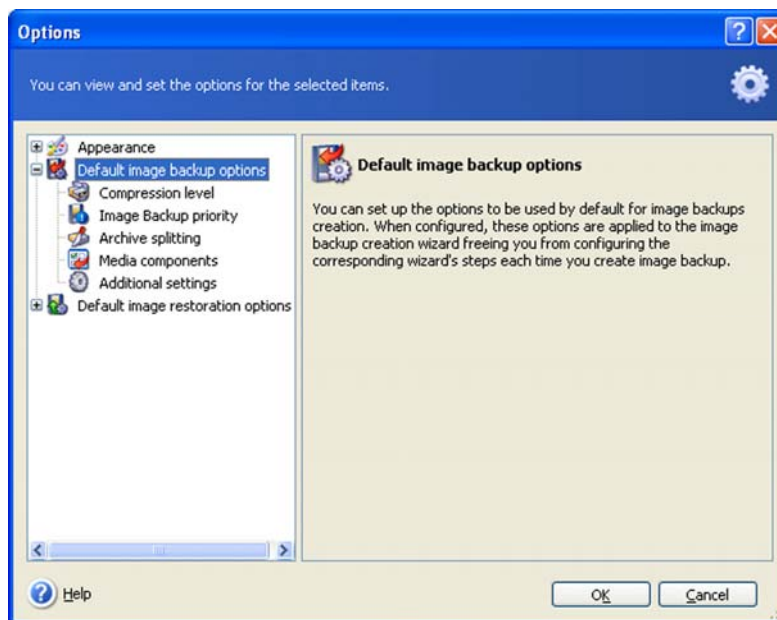 Options
You can view and set the options for the selected items.
Appearance
Default image backup options
Compression level
Image Backup priority
Archive splitting
Media components
Additional settings
Default image restoration options
Default image backup options
You can set up the options to be used by default for image backups
creation. When configured, these options are applied to the image
backup creation wizard freeing you from configuring the
corresponding wizard's steps each time you create image backup.
Help
OK
Cancel